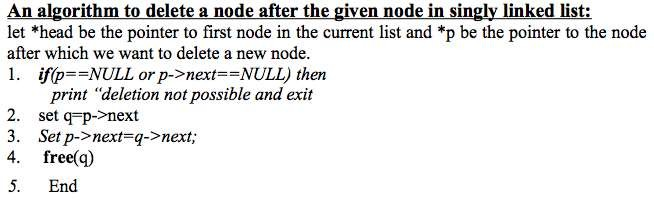 An algorithm to delete a node after the given node in singly linked list:
let *head be the pointer to first node in the current list and *p be the pointer to the node
after which we want to delete a new node.
1. if(p==NULL or p->next==NULL) then
print “deletion not possible and exit
2. set q=p->next
3. Set p->next=q->next;
4. free(q)
5. End